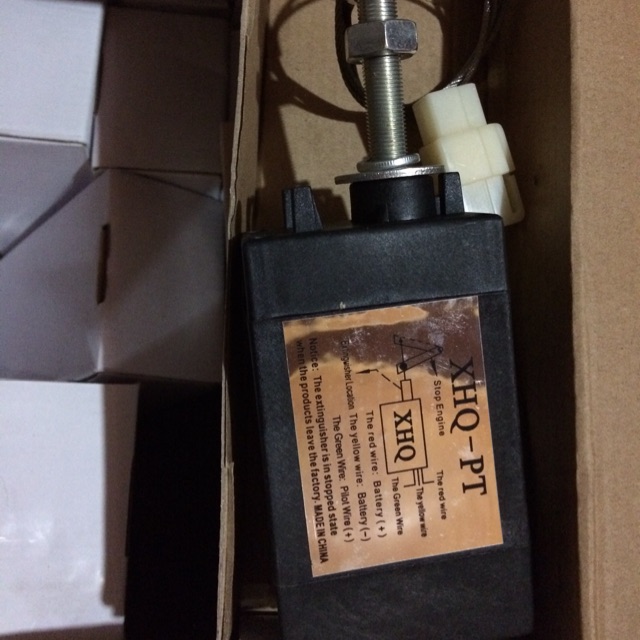 XHQ-PT
Stop Engine
The red wire
XHQ
The yellow wire
The Green Wire
The red wire: Battery (+)
Location The yellow wire: Battery (-)
The Green Wire: Pilot Wire (+)
Notice: The extinguisher is in stopped state
when the products leave the factory. MADE IN CHINA